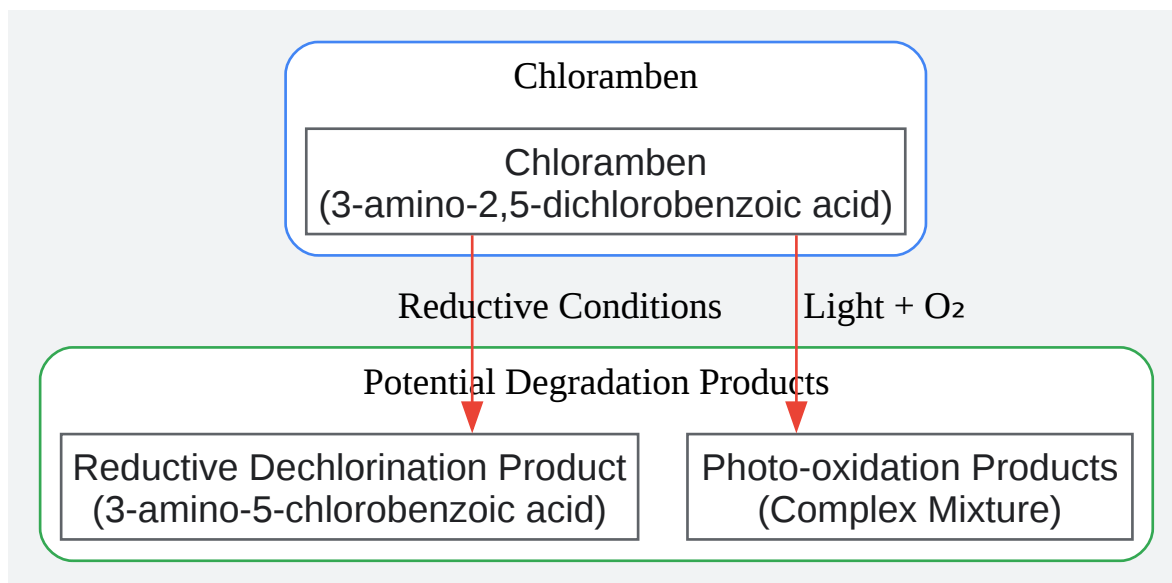 Chloramben
Chloramben
(3-amino-2,5-dichlorobenzoic acid)
Reductive Conditions
Light + O₂
Potential Degradation Products
Reductive Dechlorination Product
(3-amino-5-chlorobenzoic acid)
Photo-oxidation Products
(Complex Mixture)